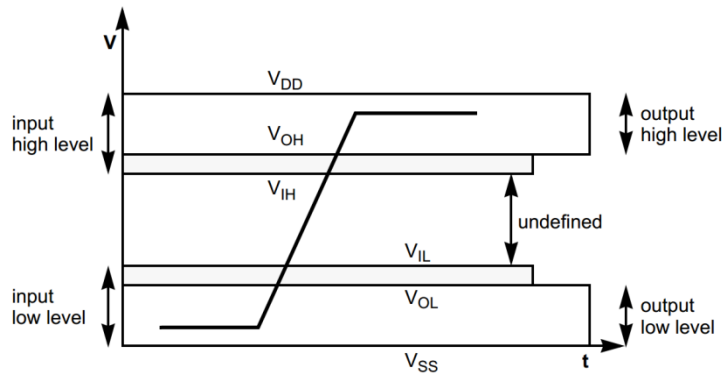 V
V_DD
input
high level
output
high level
V_OH
V_IH
undefined
V_IL
input
low level
V_OL
output
low level
V_SS
t